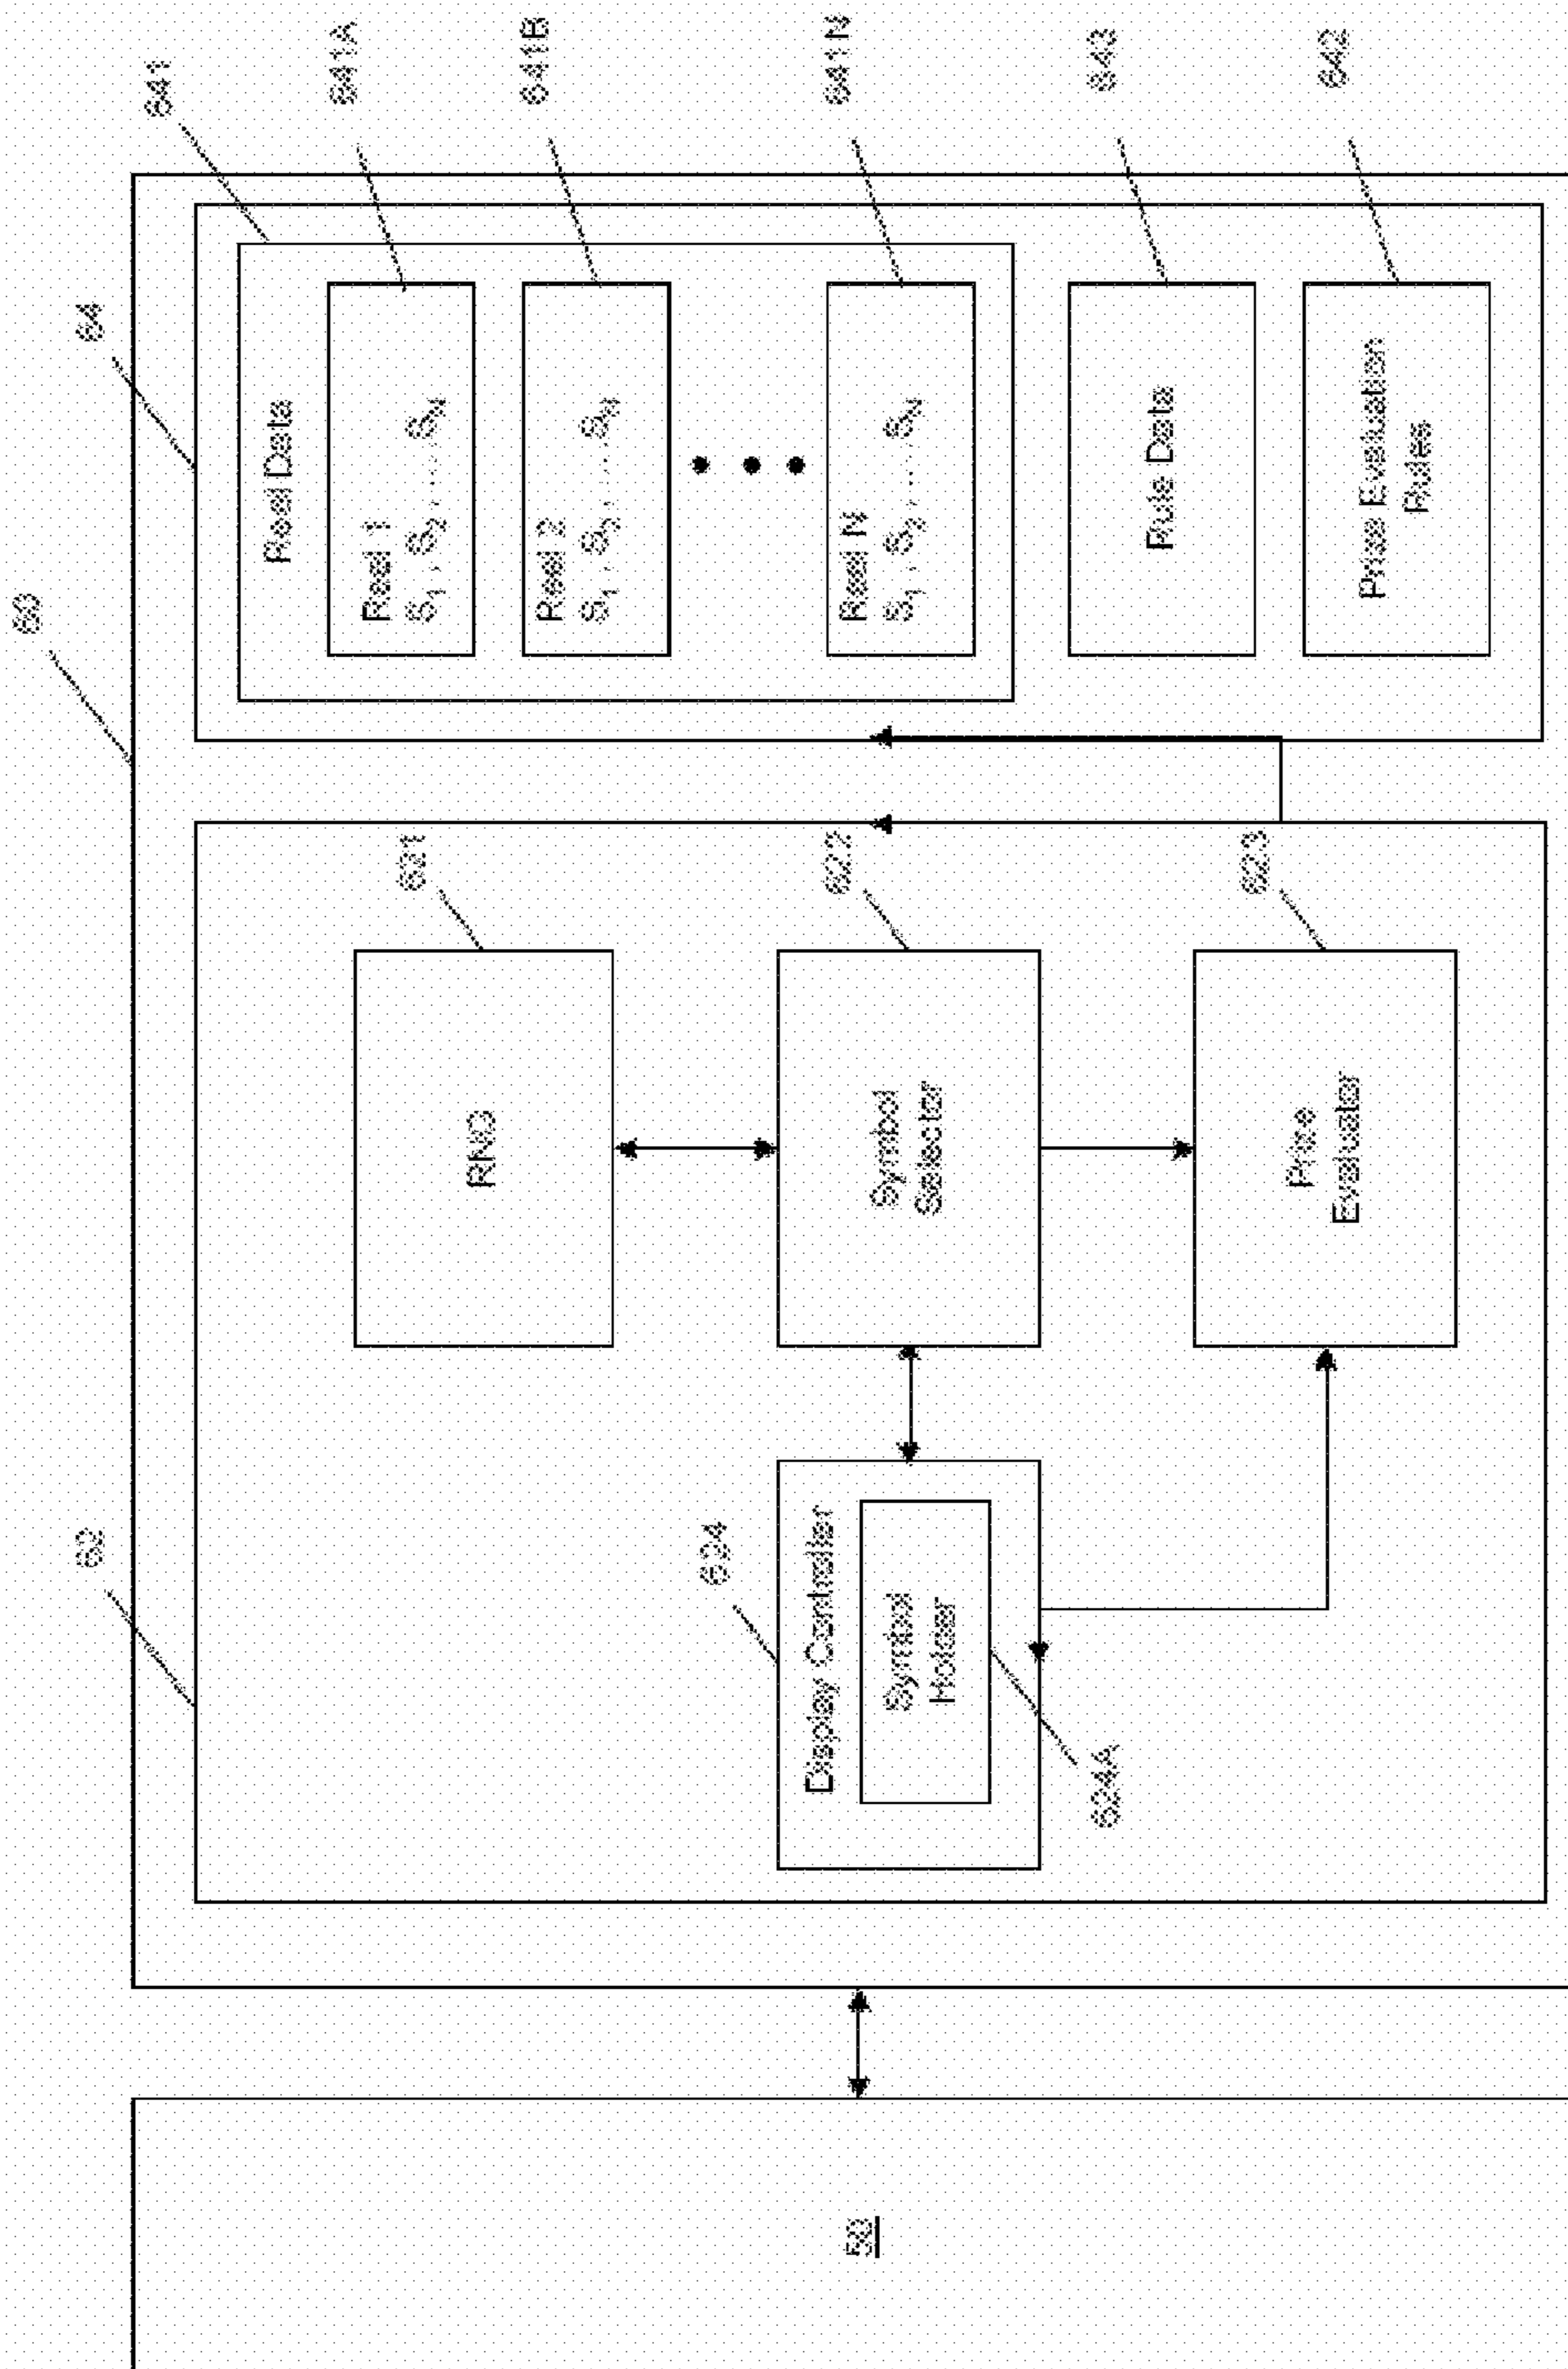 60
64
641
Reel Data
641A
Reel 1
S1, S2, ... SN
641B
Reel 2
S1, S2, ... SN
641N
Reel N
S1, S2, ... SN
643
Rule Data
642
Prize Evaluation
Rules
62
621
RNG
622
Symbol
Selector
623
Prize
Evaluator
624
Display Controller
Symbol
Holder
624A
50